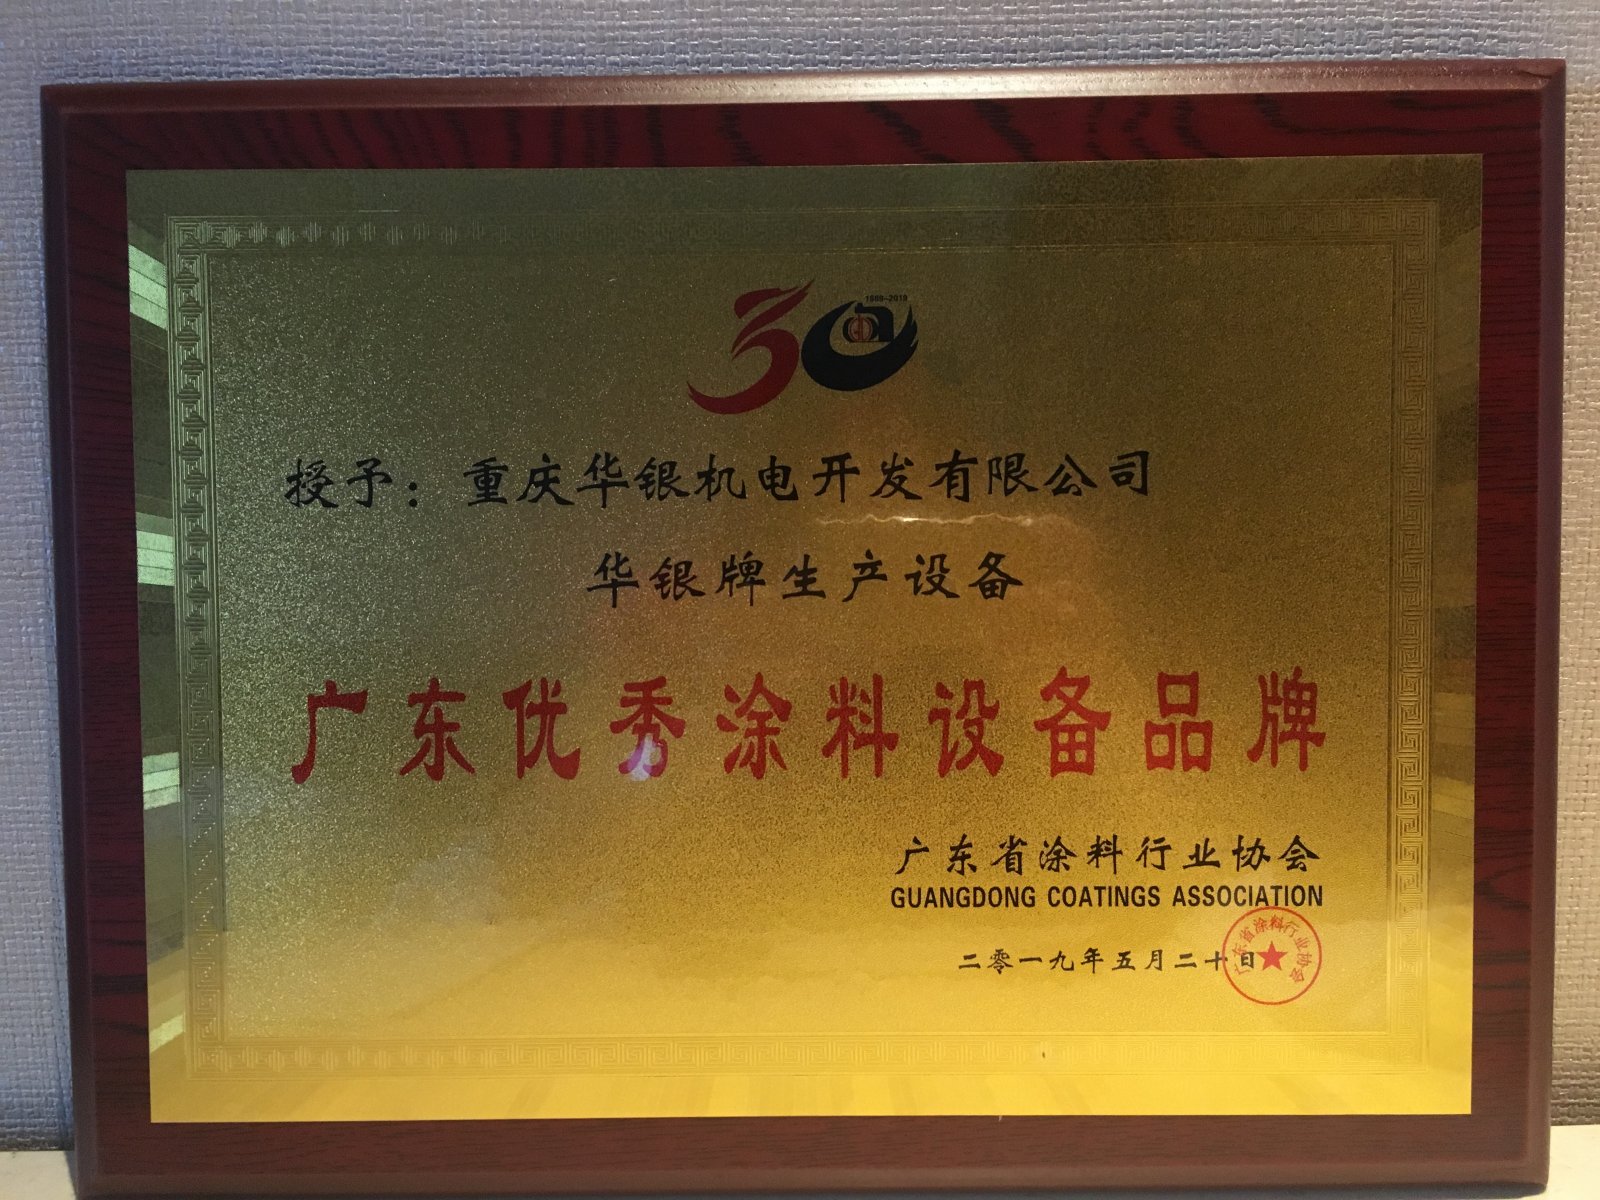 30
1989-2019
授予：重庆华银机电开发有限公司
华银牌生产设备
广东优秀涂料设备品牌
广东省涂料行业协会
GUANGDONG COATINGS ASSOCIATION
二零一九年五月二十日
广东省涂料行业协会